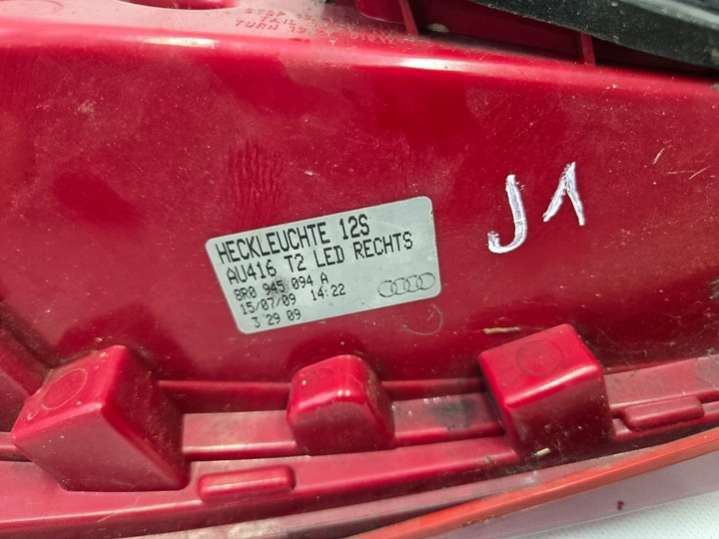 HECKLEUCHTE 12S
AU416 T2 LED RECHTS
8R0 945 094 A
15/07/09 14:22
3 29 09
J1